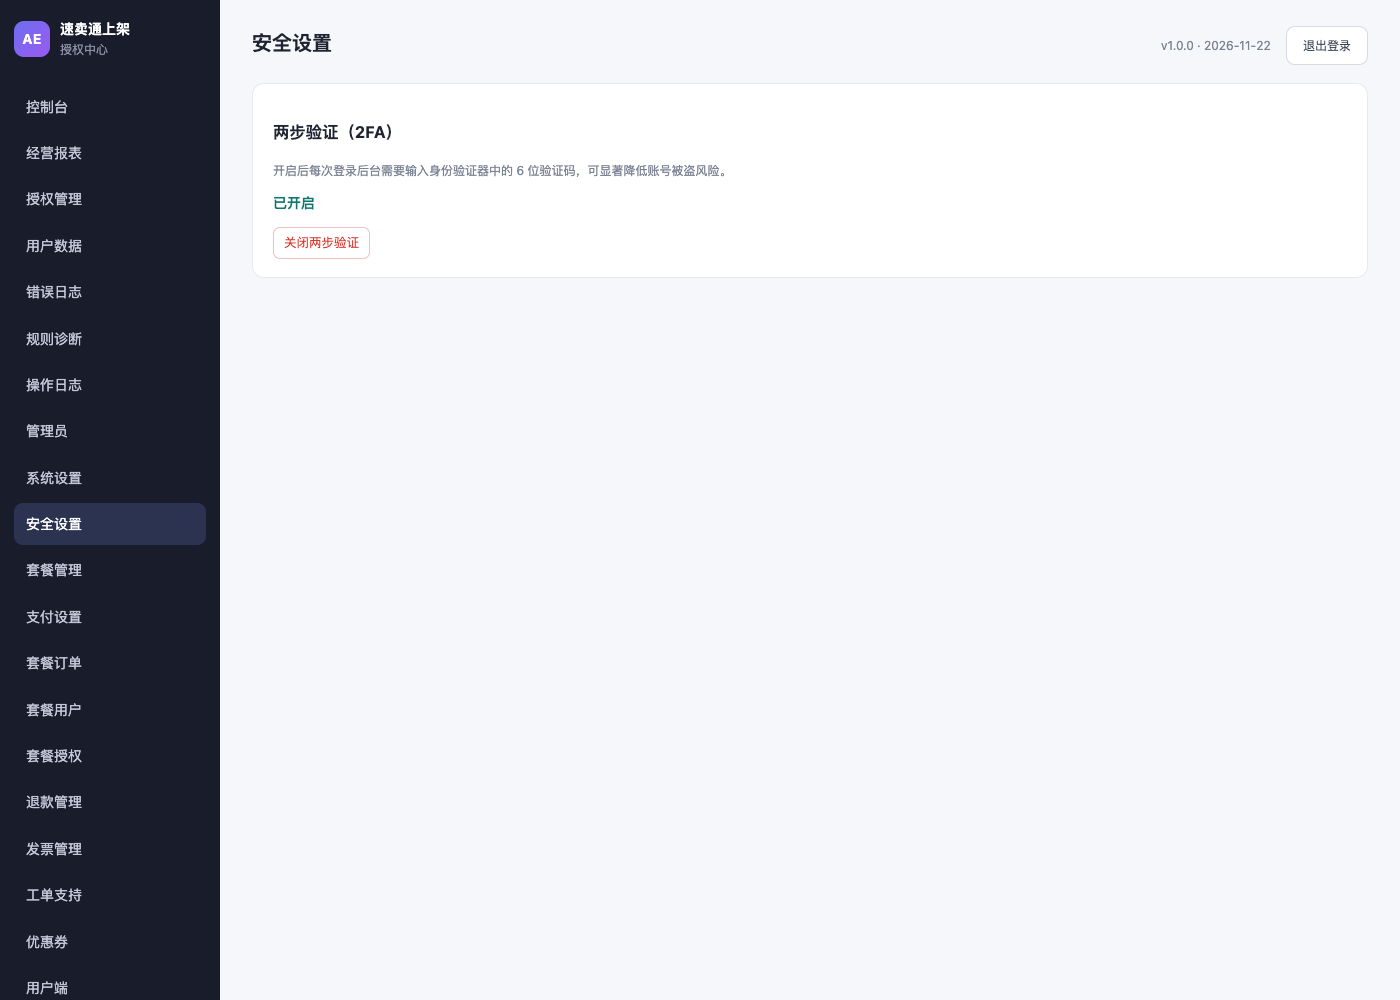 AE
速卖通上架
授权中心
控制台
经营报表
授权管理
用户数据
错误日志
规则诊断
操作日志
管理员
系统设置
安全设置
套餐管理
支付设置
套餐订单
套餐用户
套餐授权
退款管理
发票管理
工单支持
优惠券
用户端
安全设置
v1.0.0 · 2026-11-22
退出登录
两步验证（2FA）
开启后每次登录后台需要输入身份验证器中的 6 位验证码，可显著降低账号被盗风险。
已开启
关闭两步验证